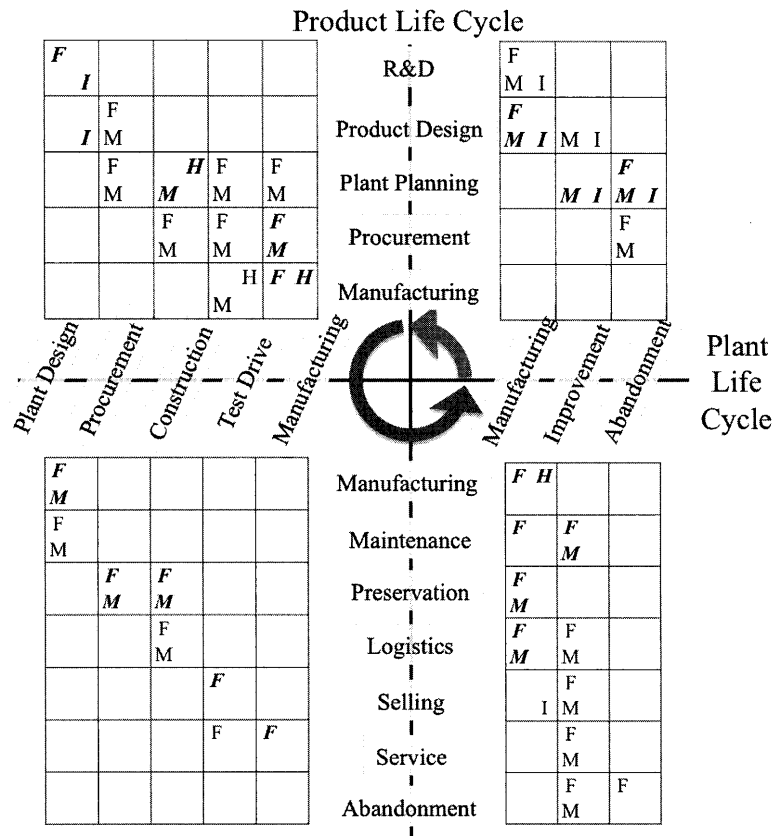 Product Life Cycle
F
I
R&D
F
M I
I
F
M
Product Design
F
M I
M I
F
M
H
M
F
M
F
M
Plant Planning
M I
F
M I
F
M
F
M
F
M
Procurement
F
M
H
M
F H
Manufacturing
Plant Design
Procurement
Construction
Test Drive
Manufacturing
Manufacturing
Improvement
Abandonment
Plant
Life
Cycle
F
M
Manufacturing
F H
F
M
Maintenance
F
F
M
F
M
F
M
Preservation
F
M
F
M
Logistics
F
M
F
M
F
Selling
I
F
M
F
F
Service
F
M
Abandonment
F
M
F